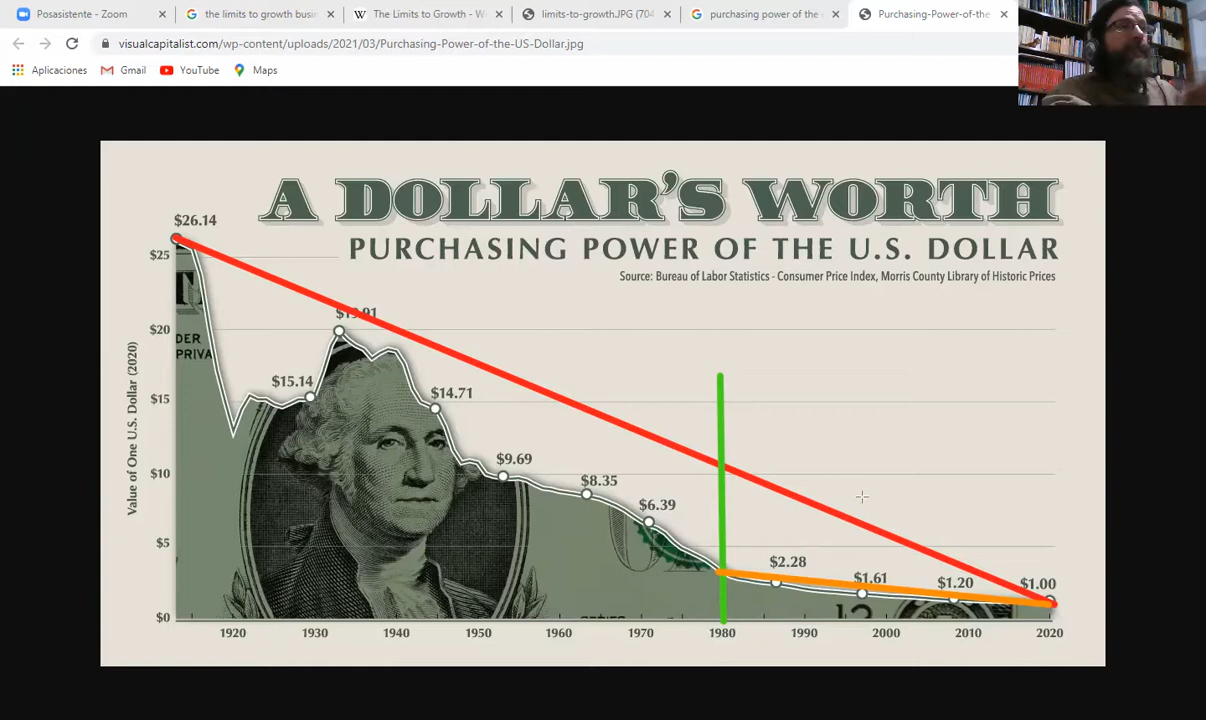 Posasistente - Zoom
the limits to growth busin
The Limits to Growth - W
limits-to-growth.JPG (704
purchasing power of the
Purchasing-Power-of-the
visualcapitalist.com/wp-content/uploads/2021/03/Purchasing-Power-of-the-US-Dollar.jpg
Aplicaciones
Gmail
YouTube
Maps
A DOLLAR'S WORTH
PURCHASING POWER OF THE U.S. DOLLAR
Source: Bureau of Labor Statistics - Consumer Price Index, Morris County Library of Historic Prices
Value of One U.S. Dollar (2020)
$25
$20
$15
$10
$5
$0
$26.14
$15.14
$14.71
$9.69
$8.35
$6.39
$2.28
$1.61
$1.20
$1.00
DER
PRIVA
1920
1930
1940
1950
1960
1970
1980
1990
2000
2010
2020